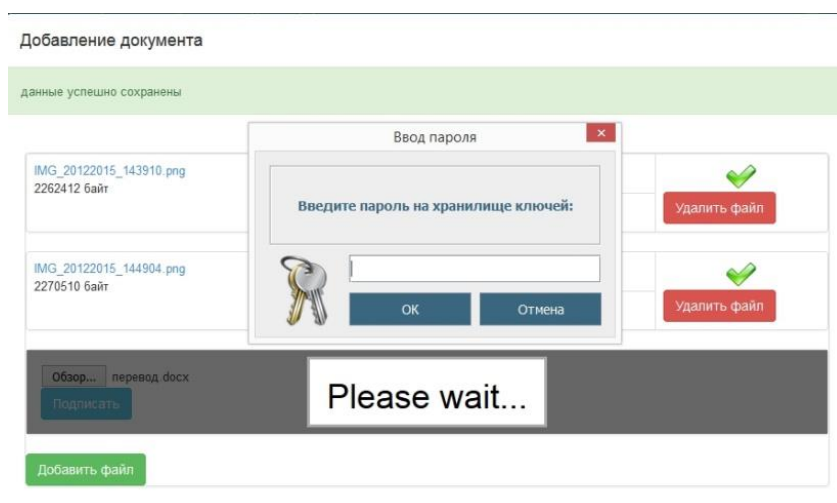 Добавление документа
данные успешно сохранены
Ввод пароля
IMG_20122015_143910.png
2262412 байт
Введите пароль на хранилище ключей:
Удалить файл
IMG_20122015_144904.png
2270510 байт
ОК
Отмена
Удалить файл
Обзор... перевод.docx
Подписать
Please wait...
Добавить файл